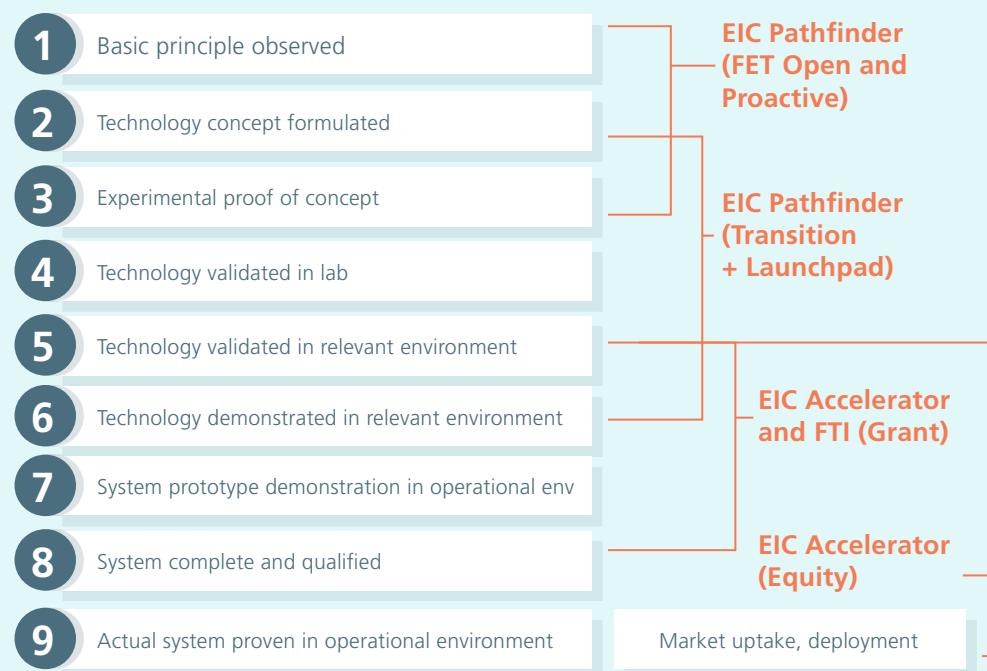 1 Basic principle observed
2 Technology concept formulated
3 Experimental proof of concept
4 Technology validated in lab
5 Technology validated in relevant environment
6 Technology demonstrated in relevant environment
7 System prototype demonstration in operational env
8 System complete and qualified
9 Actual system proven in operational environment
Market uptake, deployment
EIC Pathfinder
(FET Open and
Proactive)
EIC Pathfinder
(Transition
+ Launchpad)
EIC Accelerator
and FTI (Grant)
EIC Accelerator
(Equity)